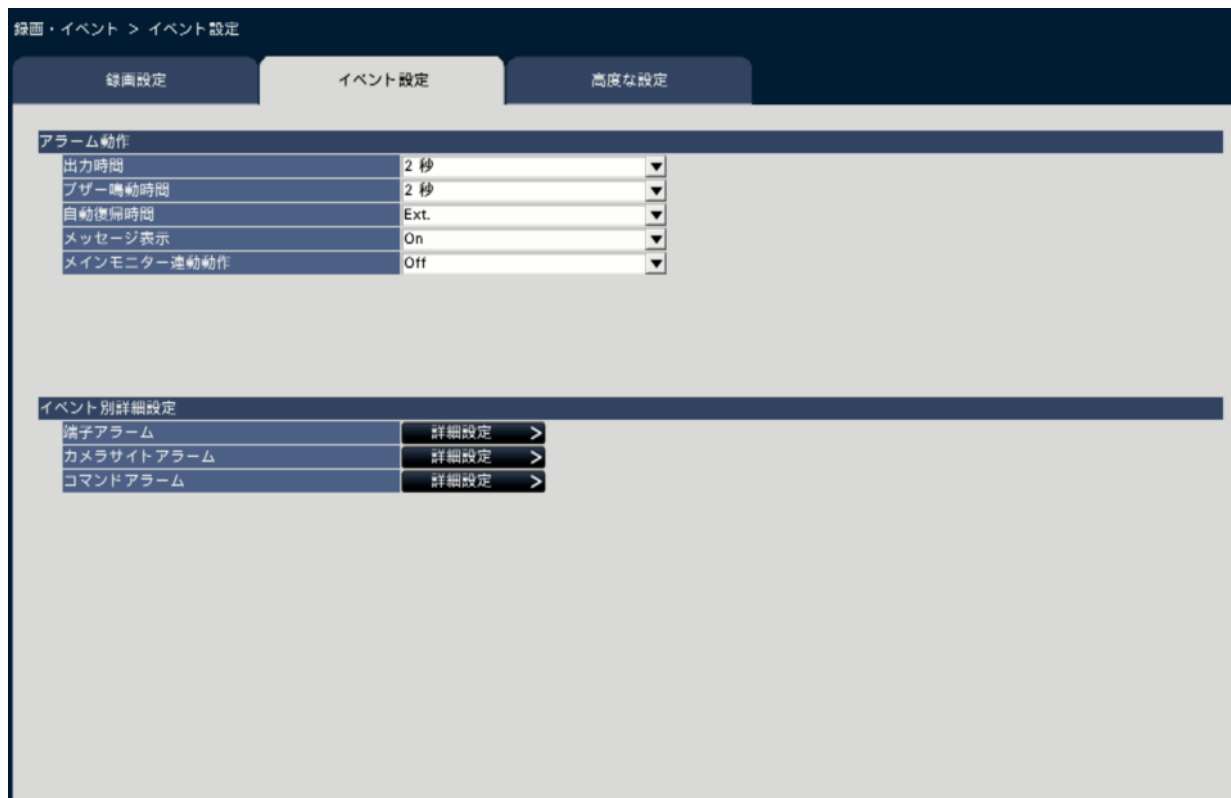 録画・イベント > イベント設定
録画設定
イベント設定
高度な設定
アラーム動作
出力時間 2 秒
ブザー鳴動時間 2 秒
自動復帰時間 Ext.
メッセージ表示 On
メインモニター連動動作 Off
イベント別詳細設定
端子アラーム 詳細設定 >
カメラサイトアラーム 詳細設定 >
コマンドアラーム 詳細設定 >